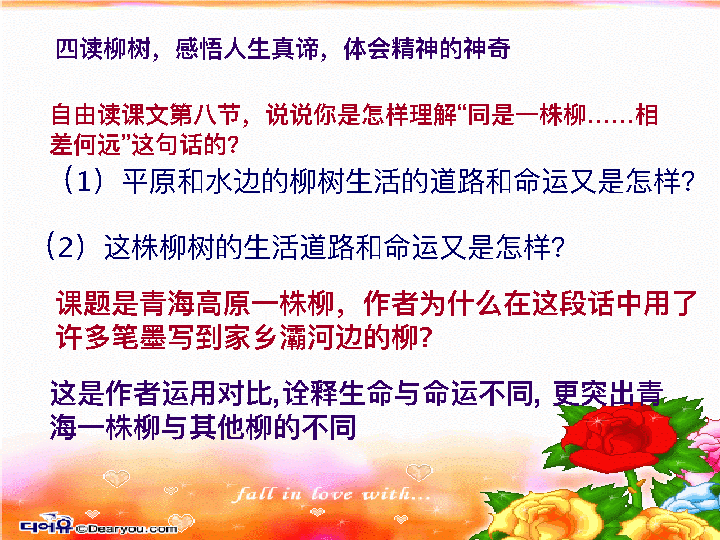 四读柳树，感悟人生真谛，体会精神的神奇
自由读课文第八节，说说你是怎样理解“同是一株柳……相
差何远”这句话的？
（1）平原和水边的柳树生活的道路和命运又是怎样？
（2）这株柳树的生活道路和命运又是怎样？
课题是青海高原一株柳，作者为什么在这段话中用了
许多笔墨写到家乡灞河边的柳？
这是作者运用对比,诠释生命与命运不同, 更突出青
海一株柳与其他柳的不同
fall in love with...
디어유 ©Dearyou.com